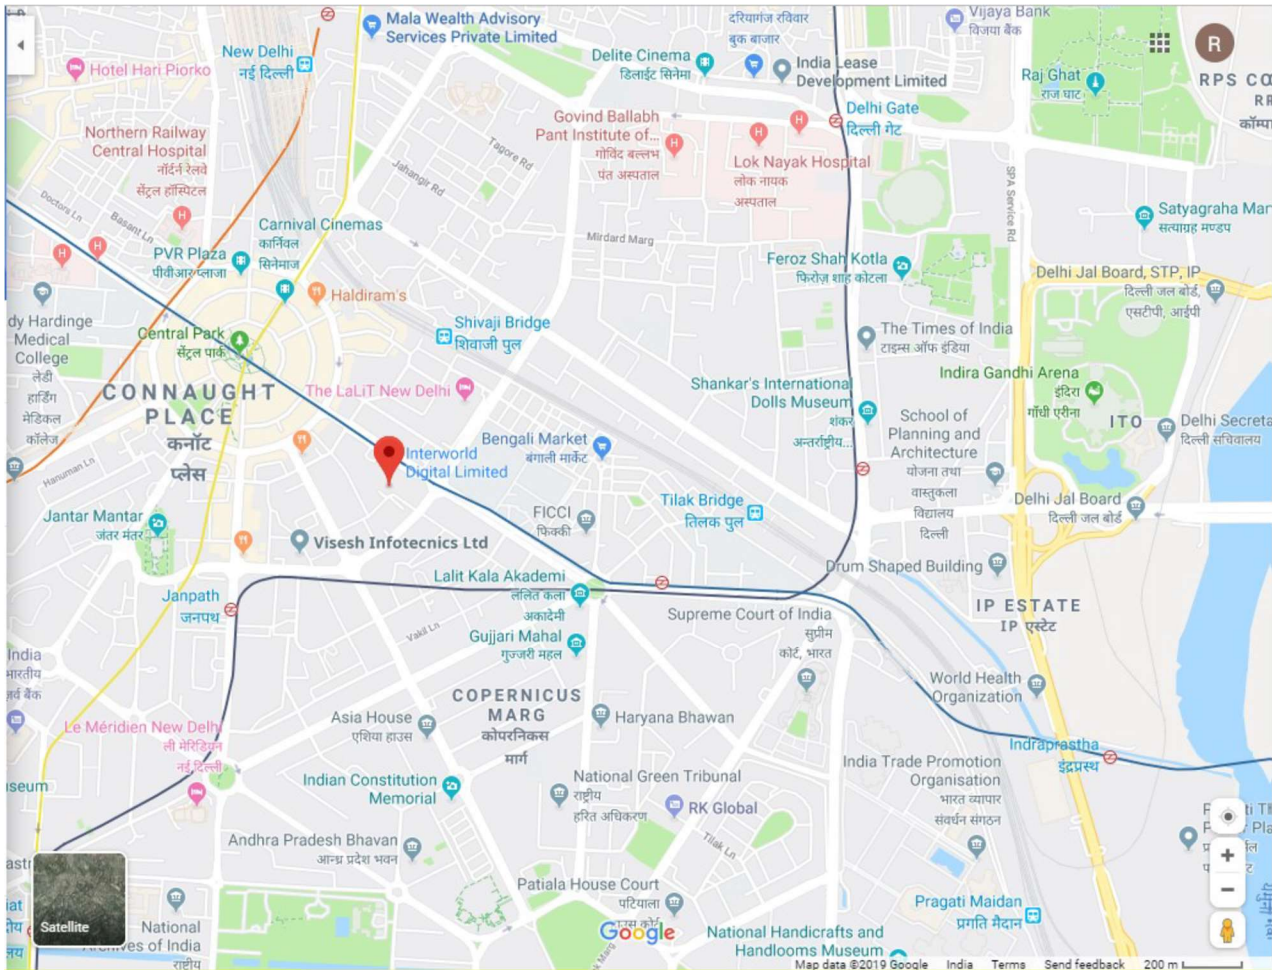 Mala Wealth Advisory
Services Private Limited
दरियागंज रविवार
बुक बाजार
Vijaya Bank
विजया बैंक
R
New Delhi
नई दिल्ली
Hotel Hari Piorko
Delite Cinema
डिलाईट सिनेमा
India Lease
Development Limited
Raj Ghat
राज घाट
RPS CO
Delhi Gate
दिल्ली गेट
Govind Ballabh
Pant Institute of...
गोविंद बल्लभ
पंत अस्पताल
Northern Railway
Central Hospital
नॉर्दर्न रेलवे
सेंट्रल हॉस्पिटल
Tagore Rd
Jahangir Rd
Lok Nayak Hospital
लोक नायक
अस्पताल
SPA Service Rd
Doctors Ln
Basant Ln
Carnival Cinemas
कार्निवल
सिनेमाज
PVR Plaza
पीवीआर प्लाजा
Mirdard Marg
Satyagraha Man
सत्याग्रह मण्डप
Feroz Shah Kotla
फिरोज़ शाह कोटला
Delhi Jal Board, STP, IP
दिल्ली जल बोर्ड,
एसटीपी, आईपी
Haldiram's
dy Hardinge
Medical
College
लेडी
हार्डिंग
मेडिकल
कॉलेज
Central Park
सेंट्रल पार्क
Shivaji Bridge
शिवाजी पुल
The Times of India
टाइम्स ऑफ इंडिया
CONNAUGHT
PLACE
कनॉट
प्लेस
The LaLiT New Delhi
Shankar's International
Dolls Museum
शंकर
अन्तर्राष्ट्रीय...
Indira Gandhi Arena
इंदिरा
गाँधी एरीना
School of
Planning and
Architecture
योजना तथा
वास्तुकला
विद्यालय
दिल्ली
ITO
Delhi Secreta
दिल्ली सचिवालय
Interworld
Digital Limited
Bengali Market
बंगाली मार्केट
Hanuman Ln
Jantar Mantar
जंतर मंतर
FICCI
फिक्की
Tilak Bridge
तिलक पुल
Delhi Jal Board
दिल्ली जल बोर्ड
Visesh Infotecnics Ltd
Drum Shaped Building
Lalit Kala Akademi
ललित कला
अकादमी
Janpath
जनपथ
Supreme Court of India
सुप्रीम
कोर्ट, भारत
IP ESTATE
IP एस्टेट
Vakil Ln
Gujjari Mahal
गुज्जरी महल
India
World Health
Organization
COPERNICUS
MARG
कोपरनिकस
मार्ग
Asia House
एशिया हाउस
Haryana Bhawan
Le Méridien New Delhi
ली मेरिडियन
नई दिल्ली
Indraprastha
इंद्रप्रस्थ
Indian Constitution
Memorial
National Green Tribunal
राष्ट्रीय
हरित अधिकरण
RK Global
India Trade Promotion
Organisation
भारत व्यापार
संवर्धन संगठन
useum
Andhra Pradesh Bhavan
आन्ध्र प्रदेश भवन
Tilak Ln
Satellite
National
Archives of India
राष्ट्रीय
Patiala House Court
पटियाला
हाउस कोर्ट
Google
Pragati Maidan
प्रगति मैदान
National Handicrafts and
Handlooms Museum
Map data ©2019 Google India Terms Send feedback 200 m